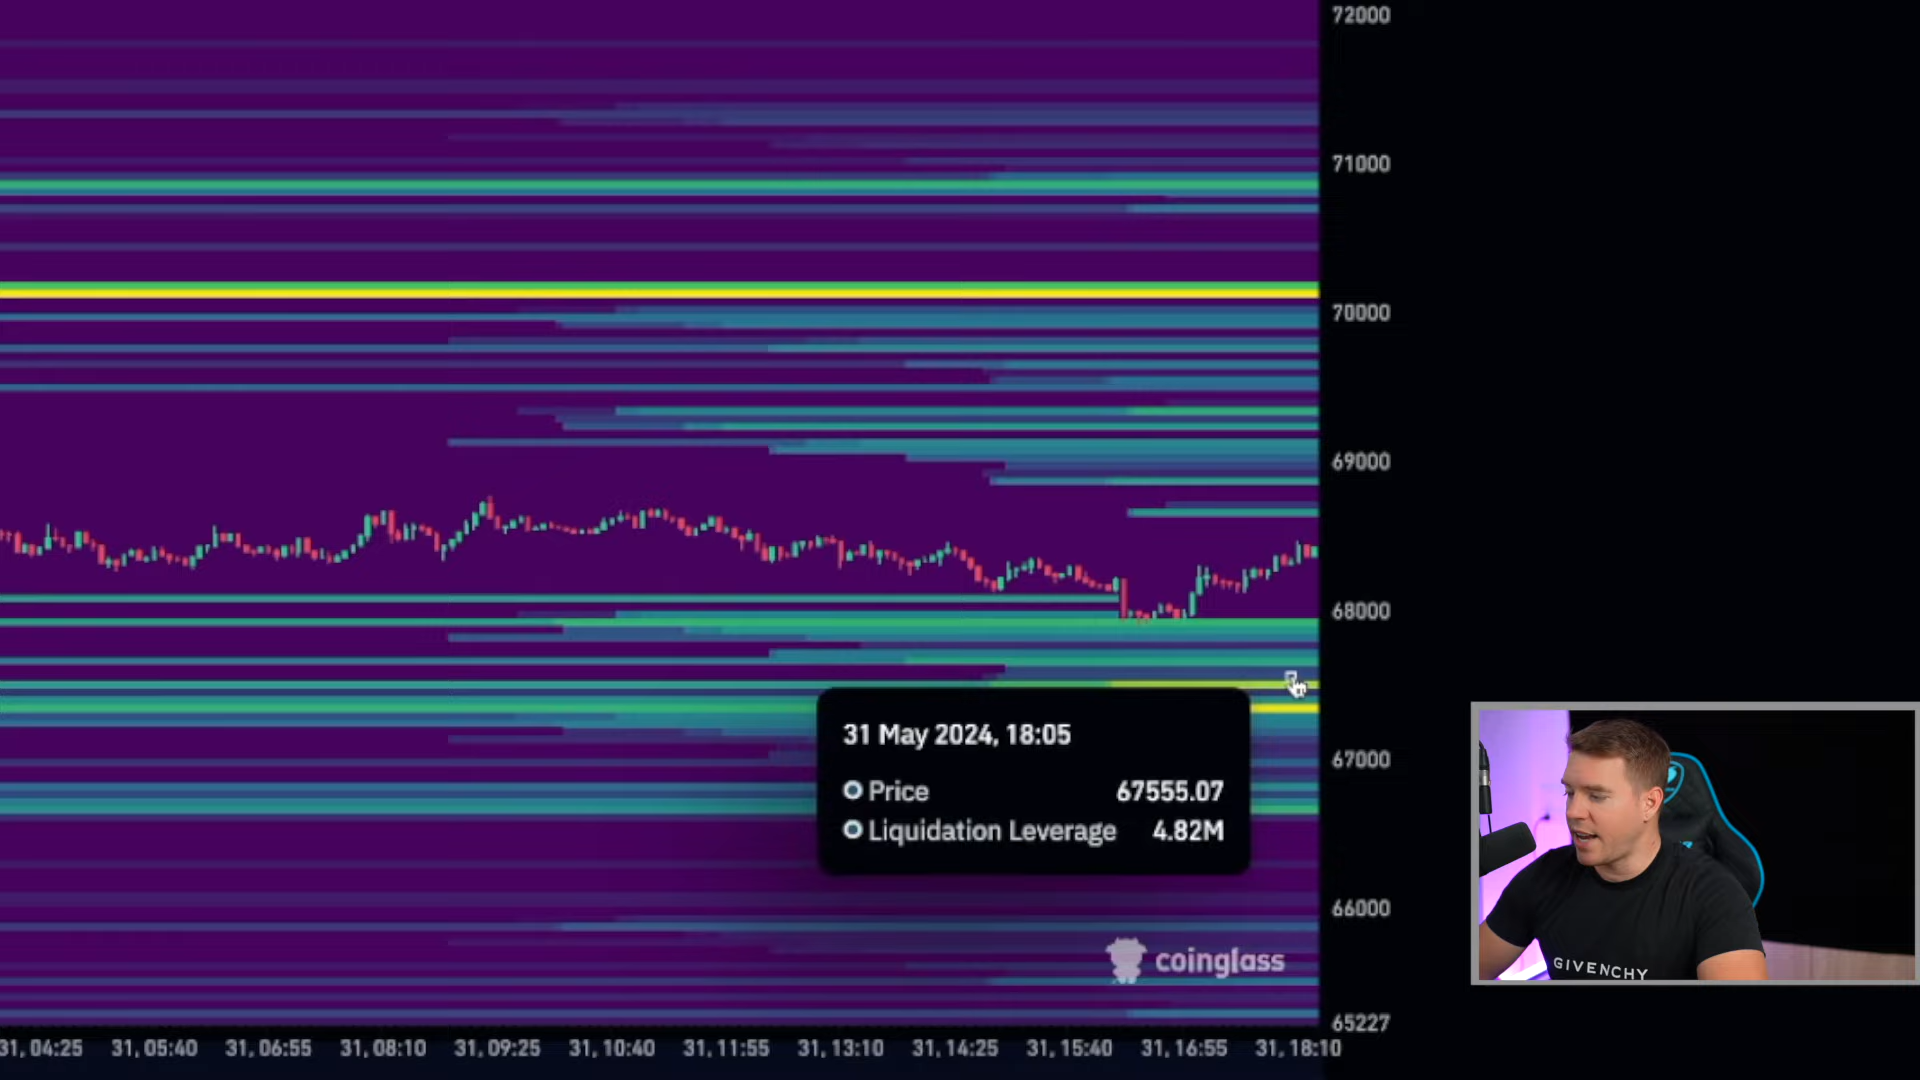 72000
71000
70000
69000
68000
67000
66000
65227
31 May 2024, 18:05
Price 67555.07
Liquidation Leverage 4.82M
coinglass
GIVENCHY
31, 04:25 31, 05:40 31, 06:55 31, 08:10 31, 09:25 31, 10:40 31, 11:55 31, 13:10 31, 14:25 31, 15:40 31, 16:55 31, 18:10